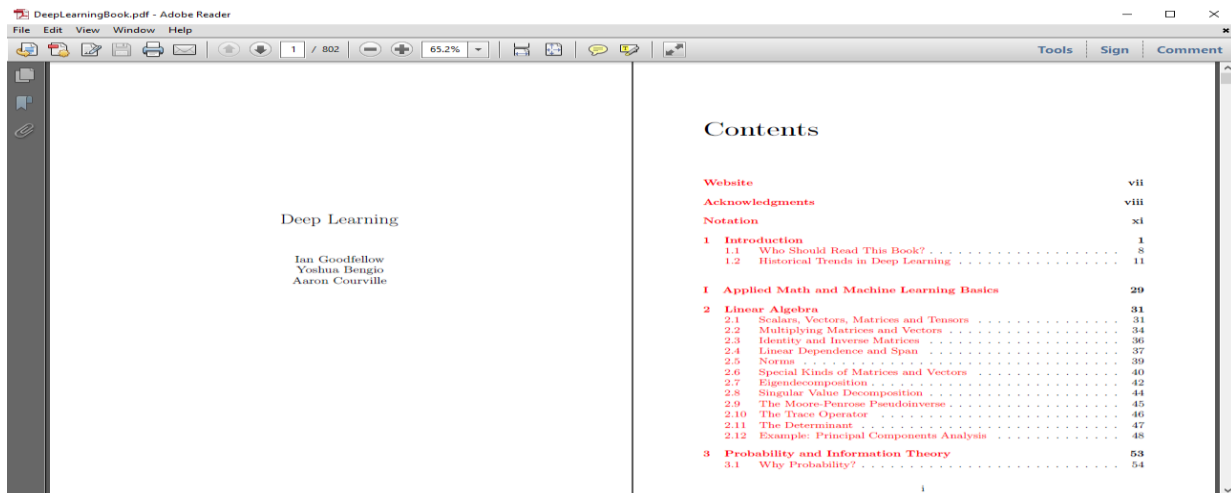 DeepLearningBook.pdf - Adobe Reader
File Edit View Window Help
1 / 802 65.2% Tools Sign Comment
Deep Learning
Ian Goodfellow
Yoshua Bengio
Aaron Courville
Contents
Website vii
Acknowledgments viii
Notation xi
1 Introduction 1
1.1 Who Should Read This Book? . . . . . . . . . . . . . . . . . . . . 8
1.2 Historical Trends in Deep Learning . . . . . . . . . . . . . . . . . 11
I Applied Math and Machine Learning Basics 29
2 Linear Algebra 31
2.1 Scalars, Vectors, Matrices and Tensors . . . . . . . . . . . . . . . 31
2.2 Multiplying Matrices and Vectors . . . . . . . . . . . . . . . . . . 34
2.3 Identity and Inverse Matrices . . . . . . . . . . . . . . . . . . . . 36
2.4 Linear Dependence and Span . . . . . . . . . . . . . . . . . . . . 37
2.5 Norms . . . . . . . . . . . . . . . . . . . . . . . . . . . . . . . . 39
2.6 Special Kinds of Matrices and Vectors . . . . . . . . . . . . . . . 40
2.7 Eigendecomposition . . . . . . . . . . . . . . . . . . . . . . . . . 42
2.8 Singular Value Decomposition . . . . . . . . . . . . . . . . . . . . 44
2.9 The Moore-Penrose Pseudoinverse . . . . . . . . . . . . . . . . . . 45
2.10 The Trace Operator . . . . . . . . . . . . . . . . . . . . . . . . 46
2.11 The Determinant . . . . . . . . . . . . . . . . . . . . . . . . . . 47
2.12 Example: Principal Components Analysis . . . . . . . . . . . . . 48
3 Probability and Information Theory 53
3.1 Why Probability? . . . . . . . . . . . . . . . . . . . . . . . . . . 54
i